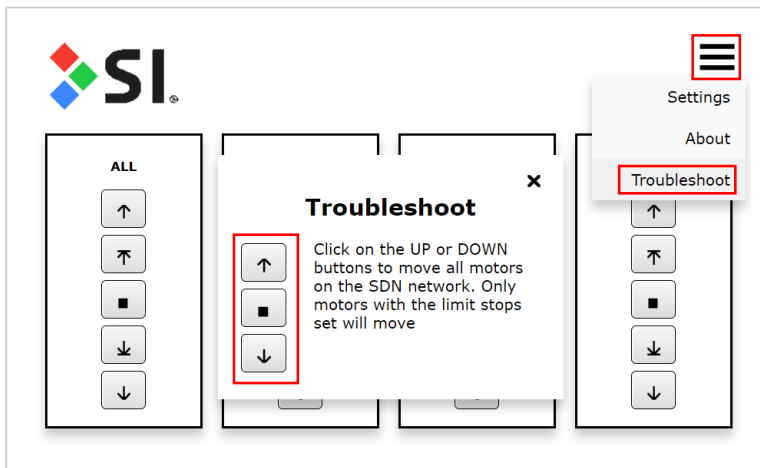 SI
Settings
About
Troubleshoot
ALL
Troubleshoot
Click on the UP or DOWN
buttons to move all motors
on the SDN network. Only
motors with the limit stops
set will move